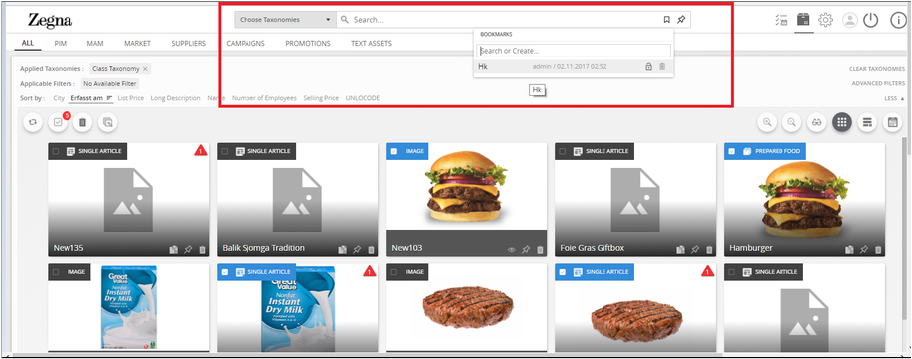 Zegna
Choose Taxonomies
Search...
ALL PIM MAM MARKET SUPPLIERS CAMPAIGNS PROMOTIONS TEXT ASSETS
BOOKMARKS
Search or Create...
Hk admin / 02.11.2017 02:52
Hk
Applied Taxonomies : Class Taxonomy
CLEAR TAXONOMIES
Applicable Filters : No Available Filter
ADVANCED FILTERS
Sort by : City Erfasst am List Price Long Description Name Number of Employees Selling Price UNLOCODE
LESS
5
SINGLE ARTICLE
New135
SINGLE ARTICLE
Balik Sjomga Tradition
IMAGE
New103
SINGLE ARTICLE
Foie Gras Giftbox
PREPARED FOOD
Hamburger
IMAGE
Great Value
Nonfat
Instant
Dry Milk
SINGLE ARTICLE
Great Value
Nonfat
Instant
Dry Milk
IMAGE
SINGLE ARTICLE
SINGLE ARTICLE